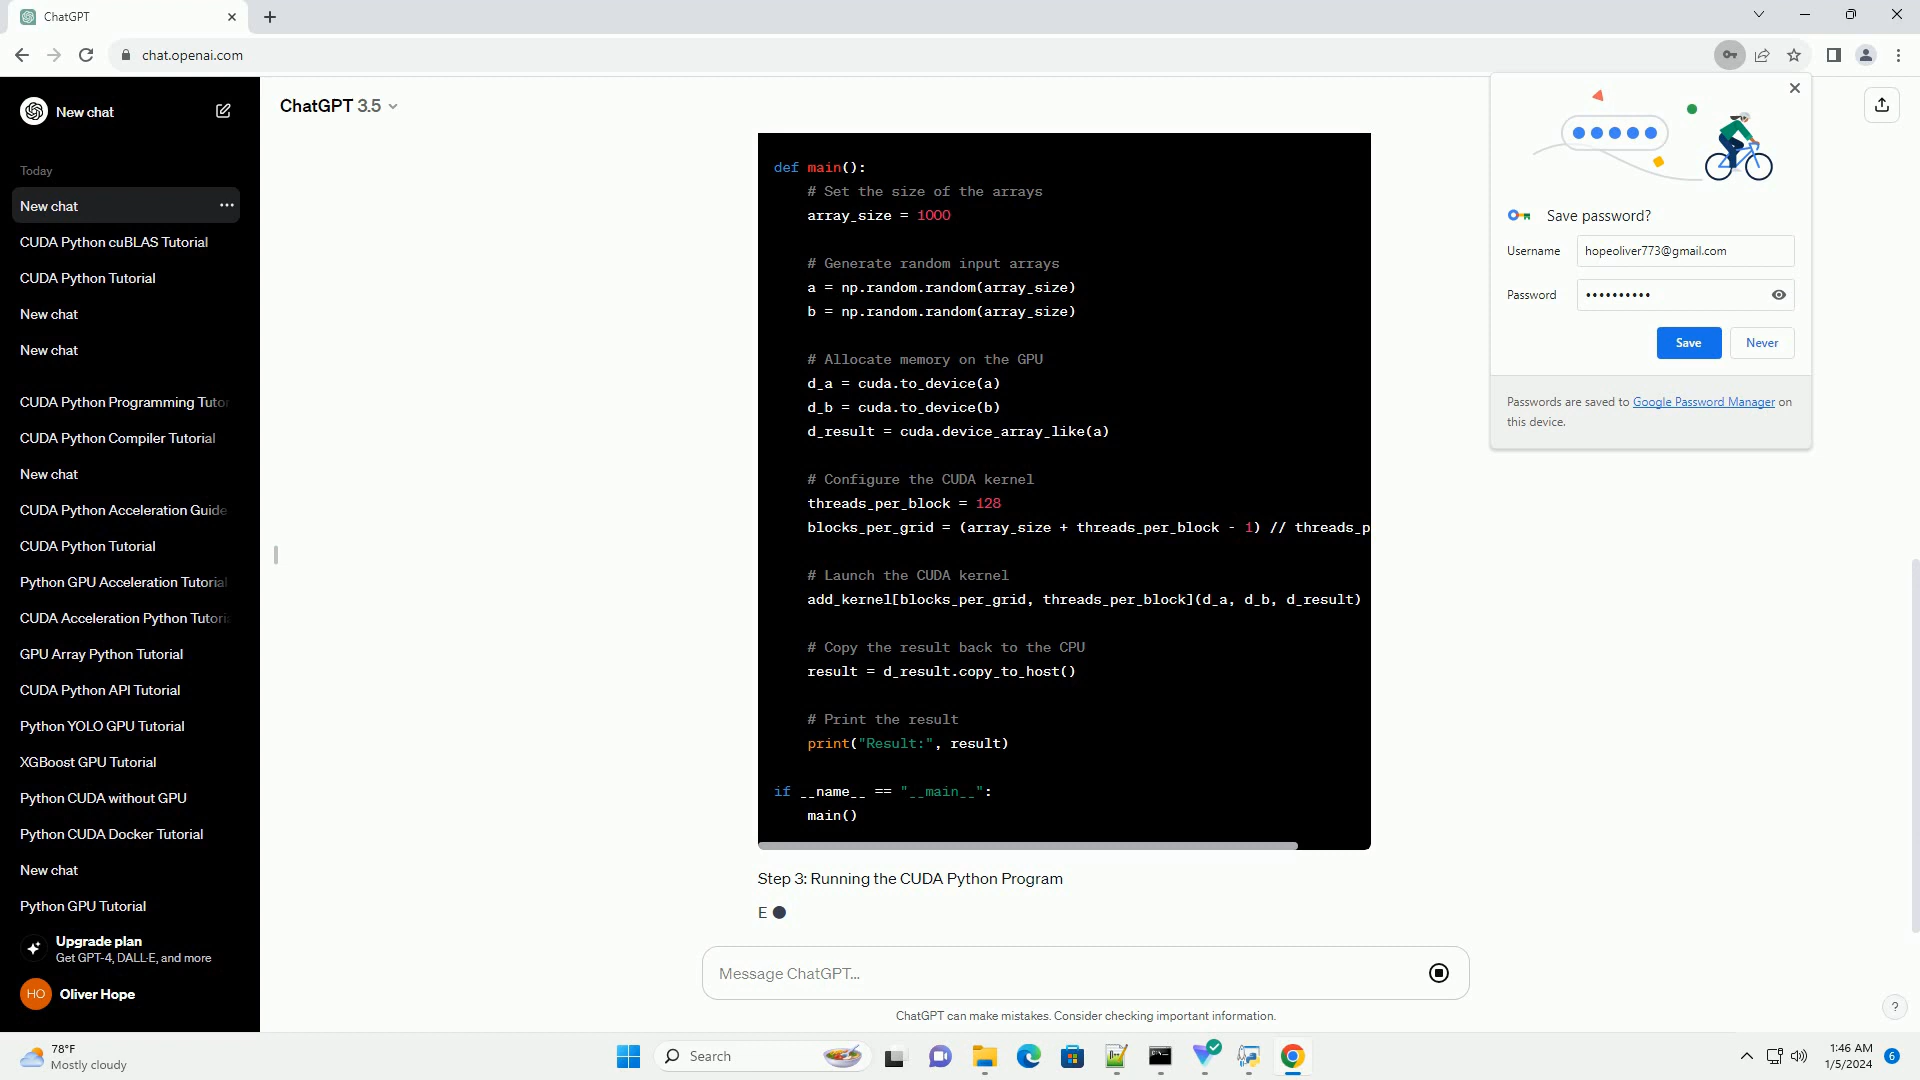 ChatGPT
chat.openai.com
New chat
Today
New chat
CUDA Python cuBLAS Tutorial
CUDA Python Tutorial
New chat
New chat
CUDA Python Programming Tutor
CUDA Python Compiler Tutorial
New chat
CUDA Python Acceleration Guide
CUDA Python Tutorial
Python GPU Acceleration Tutorial
CUDA Acceleration Python Tutoria
GPU Array Python Tutorial
CUDA Python API Tutorial
Python YOLO GPU Tutorial
XGBoost GPU Tutorial
Python CUDA without GPU
Python CUDA Docker Tutorial
New chat
Python GPU Tutorial
Upgrade plan
Get GPT-4, DALL·E, and more
HO Oliver Hope
ChatGPT 3.5
def main():
    # Set the size of the arrays
    array_size = 1000
    # Generate random input arrays
    a = np.random.random(array_size)
    b = np.random.random(array_size)
    # Allocate memory on the GPU
    d_a = cuda.to_device(a)
    d_b = cuda.to_device(b)
    d_result = cuda.device_array_like(a)
    # Configure the CUDA kernel
    threads_per_block = 128
    blocks_per_grid = (array_size + threads_per_block - 1) // threads_p
    # Launch the CUDA kernel
    add_kernel[blocks_per_grid, threads_per_block](d_a, d_b, d_result)
    # Copy the result back to the CPU
    result = d_result.copy_to_host()
    # Print the result
    print("Result:", result)
if __name__ == "__main__":
    main()
Step 3: Running the CUDA Python Program
E
Message ChatGPT...
ChatGPT can make mistakes. Consider checking important information.
?
Save password?
Username hopeoliver773@gmail.com
Password ••••••••••
Save Never
Passwords are saved to Google Password Manager on
this device.
78°F
Mostly cloudy
Search
1:46 AM
1/5/2024
6